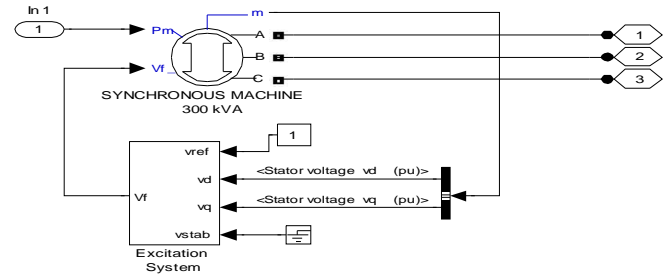 In 1
1
Pm
Vf
m
A
B
C
1
2
3
SYNCHRONOUS MACHINE
300 kVA
1
vref
vd
vq
vstab
Vf
<Stator voltage vd (pu)>
<Stator voltage vq (pu)>
Excitation
System